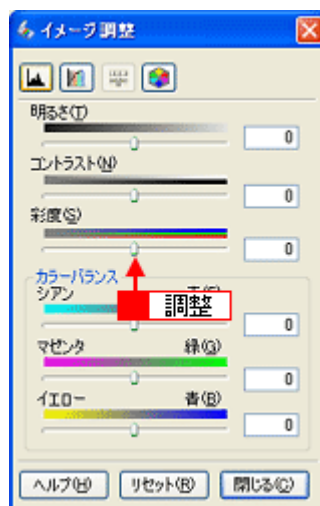 イメージ調整
明るさ(T)
0
コントラスト(N)
0
彩度(S)
0
カラーバランス
シアン
調整
0
マゼンタ 緑(G)
0
イエロー 青(B)
0
ヘルプ(H) リセット(R) 閉じる(C)